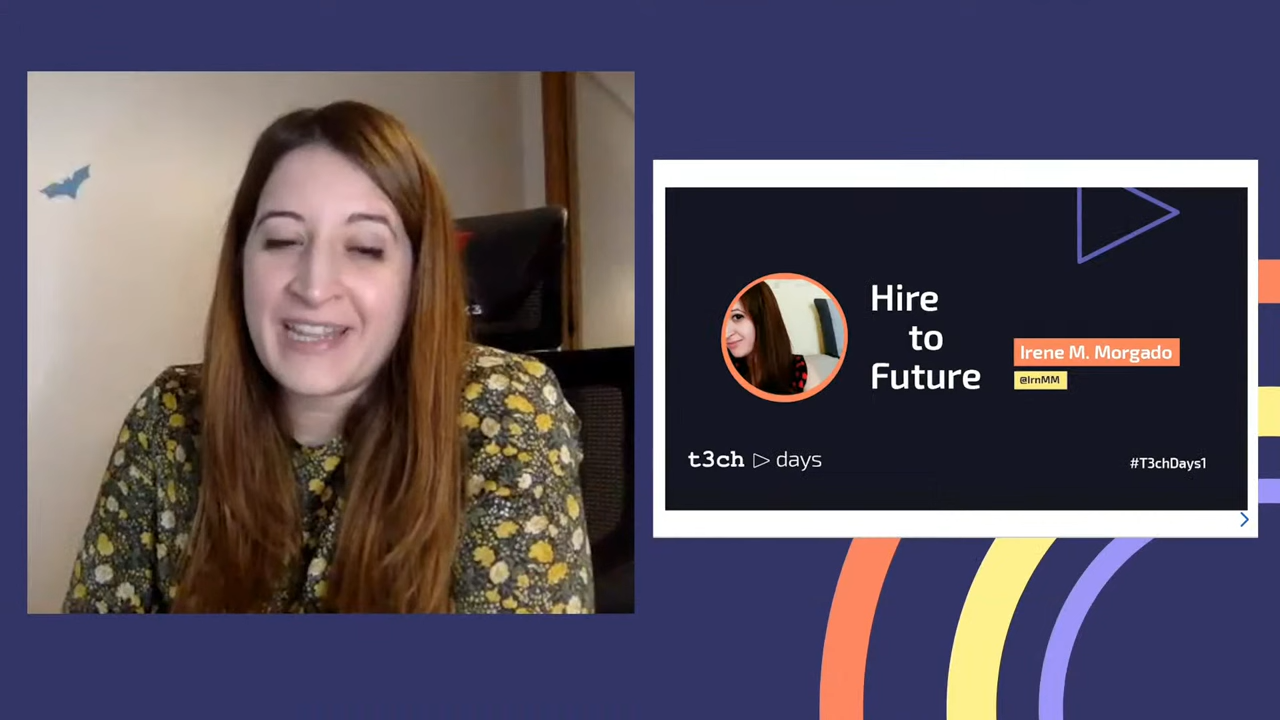 Hire
to
Future
Irene M. Morgado
@IrnMM
t3ch days
#T3chDays1